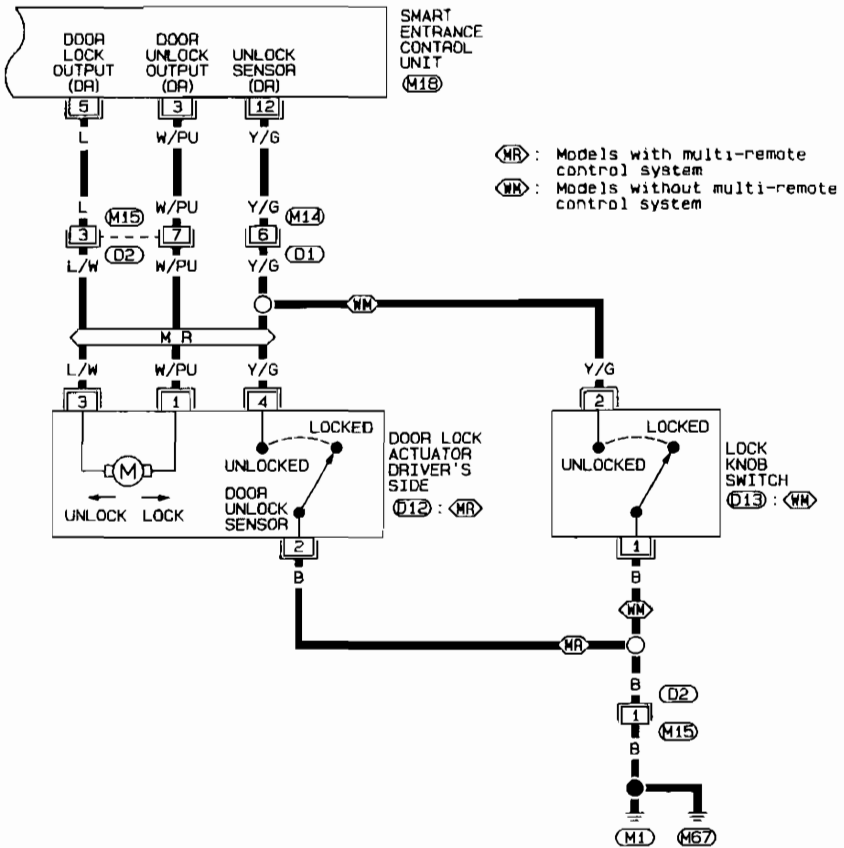 SMART
ENTRANCE
CONTROL
UNIT
M18
DOOR
LOCK
OUTPUT
(DR)
DOOR
UNLOCK
OUTPUT
(DR)
UNLOCK
SENSOR
(DR)
5 3 12
L W/PU Y/G
MR : Models with multi-remote
control system
WM : Models without multi-remote
control system
L W/PU Y/G
M15 M14
3 7 6
D2 D1
L/W W/PU Y/G
WM
M R
L/W W/PU Y/G Y/G
3 1 4 2
LOCKED
UNLOCKED
M
UNLOCK LOCK
DOOR
UNLOCK
SENSOR
DOOR LOCK
ACTUATOR
DRIVER'S
SIDE
D12 : MR
LOCKED
UNLOCKED
LOCK
KNOB
SWITCH
D13 : WM
2 1
B B
WM
MR
B
D2
1
M15
B
M1 M67